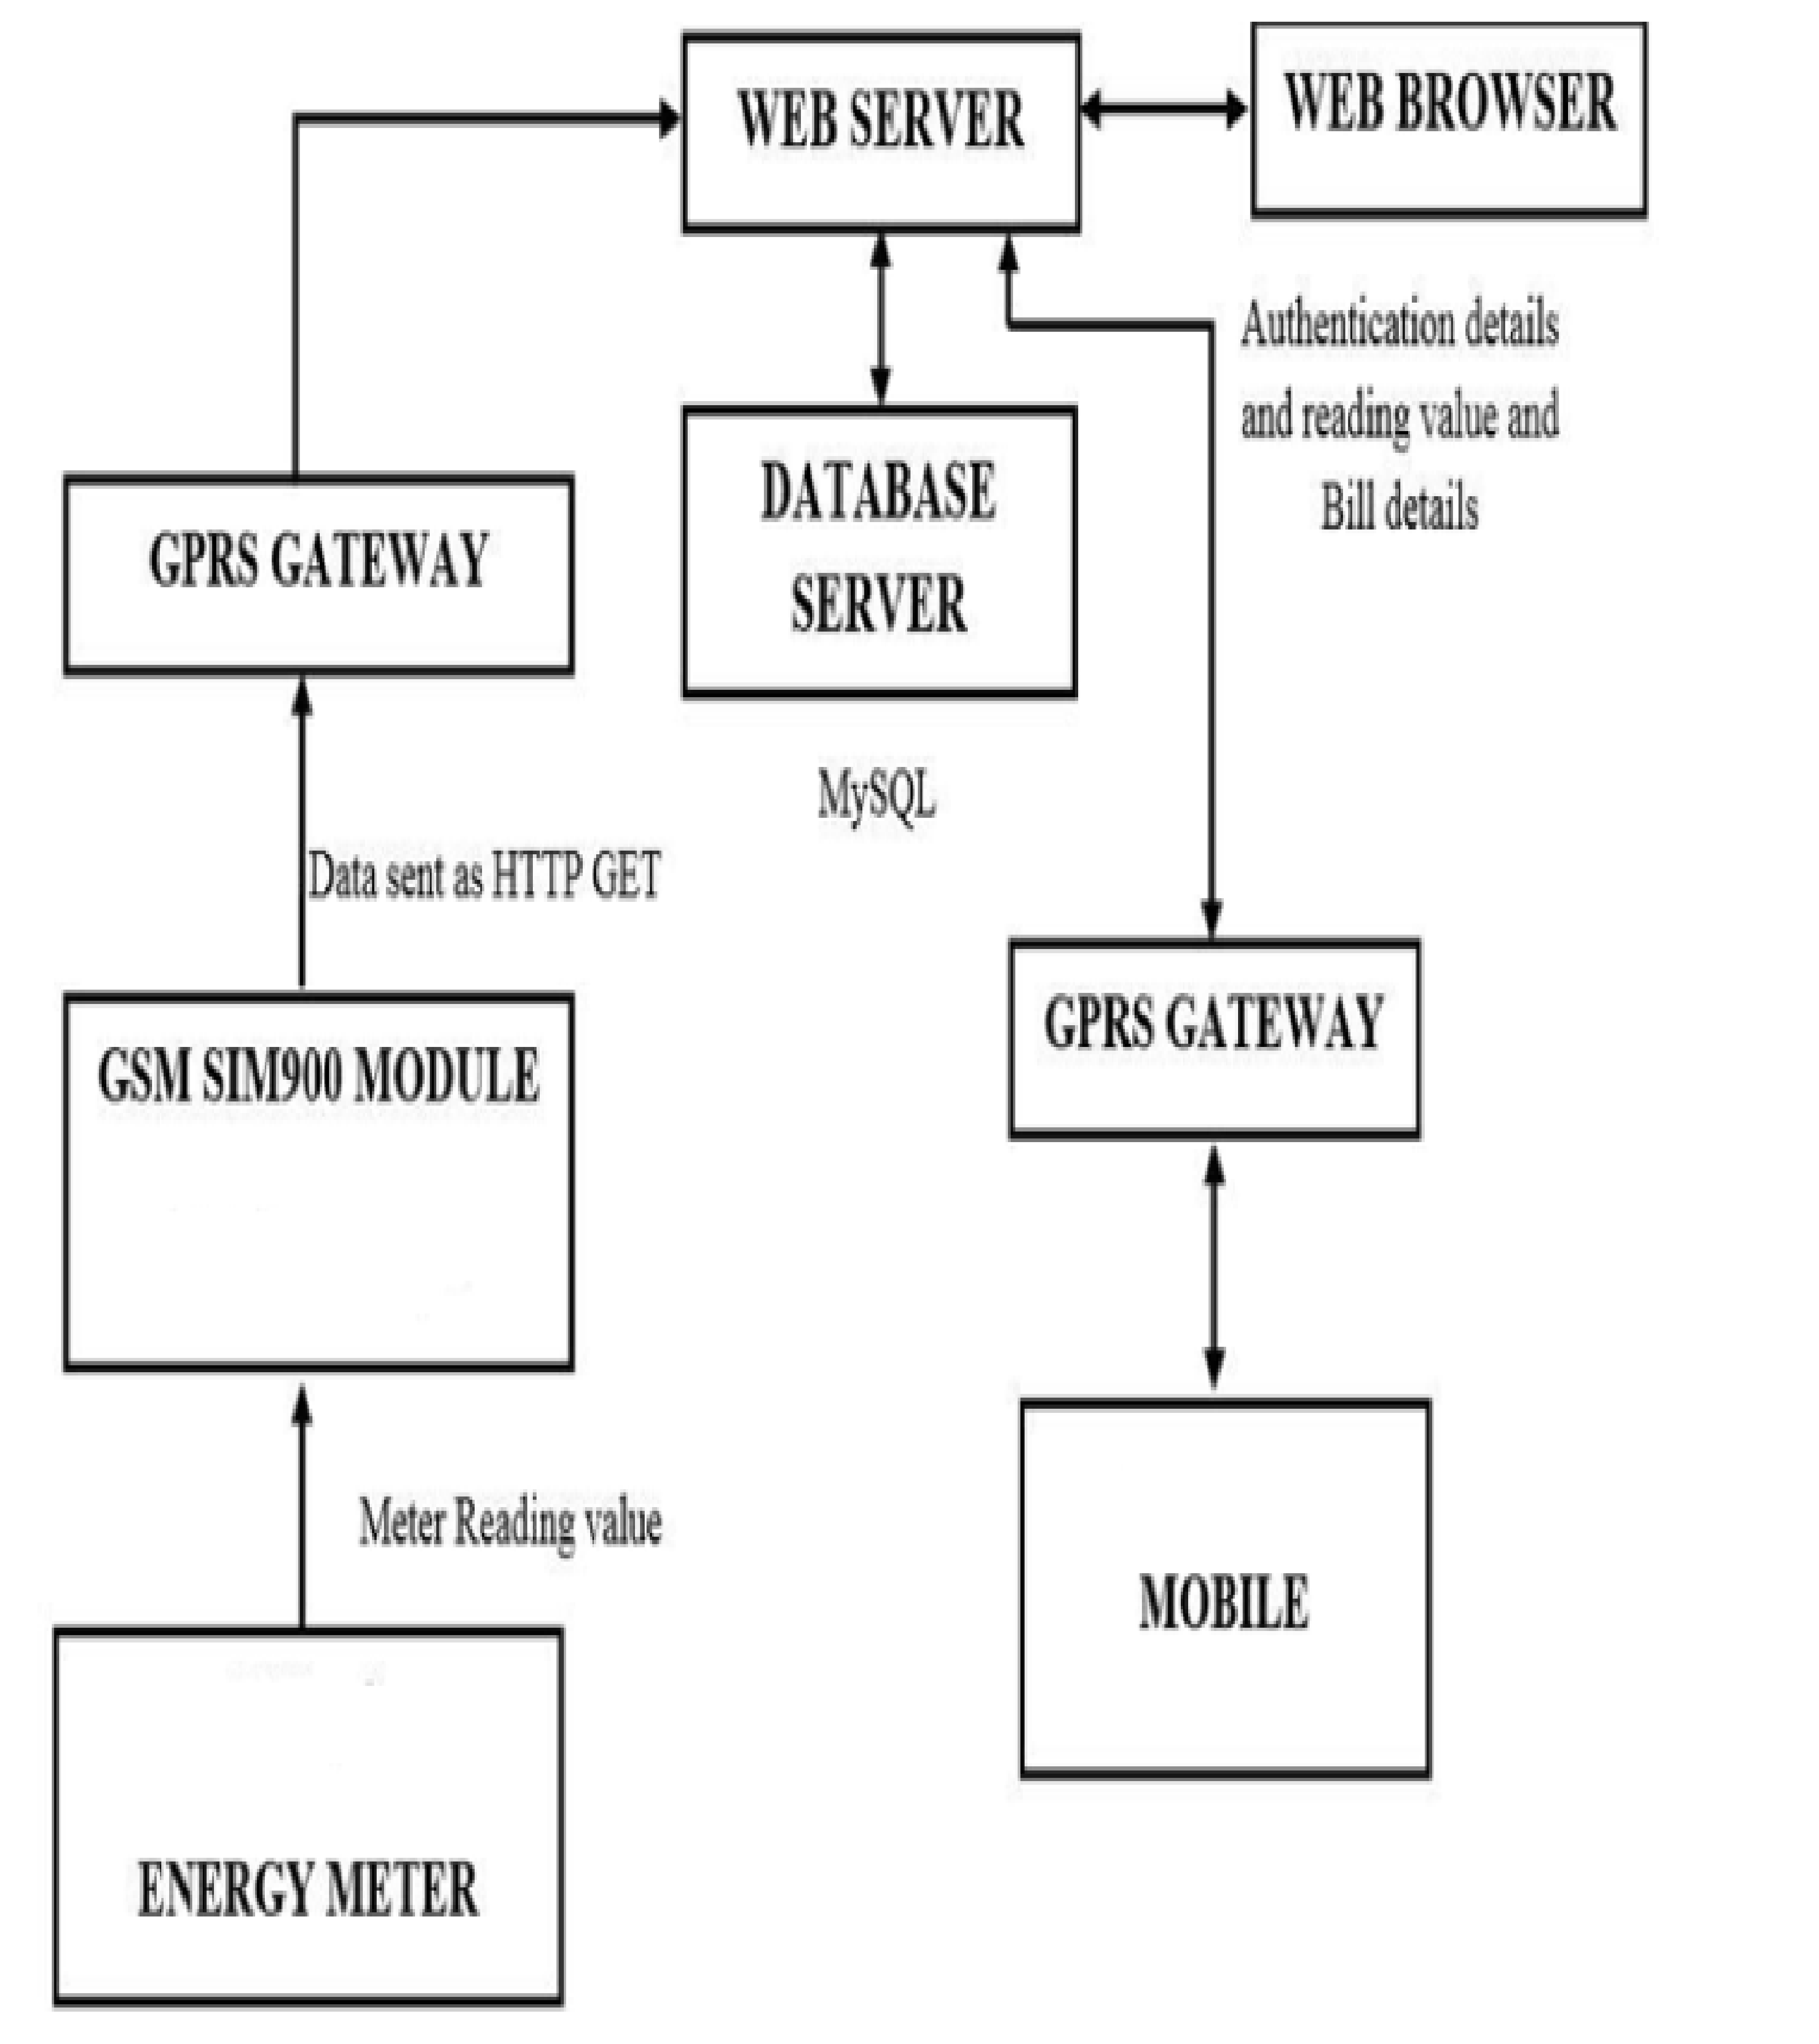 WEB SERVER
WEB BROWSER
Authentication details
and reading value and
Bill details
DATABASE
SERVER
GPRS GATEWAY
MySQL
Data sent as HTTP GET
GPRS GATEWAY
GSM SIM900 MODULE
Meter Reading value
MOBILE
ENERGY METER